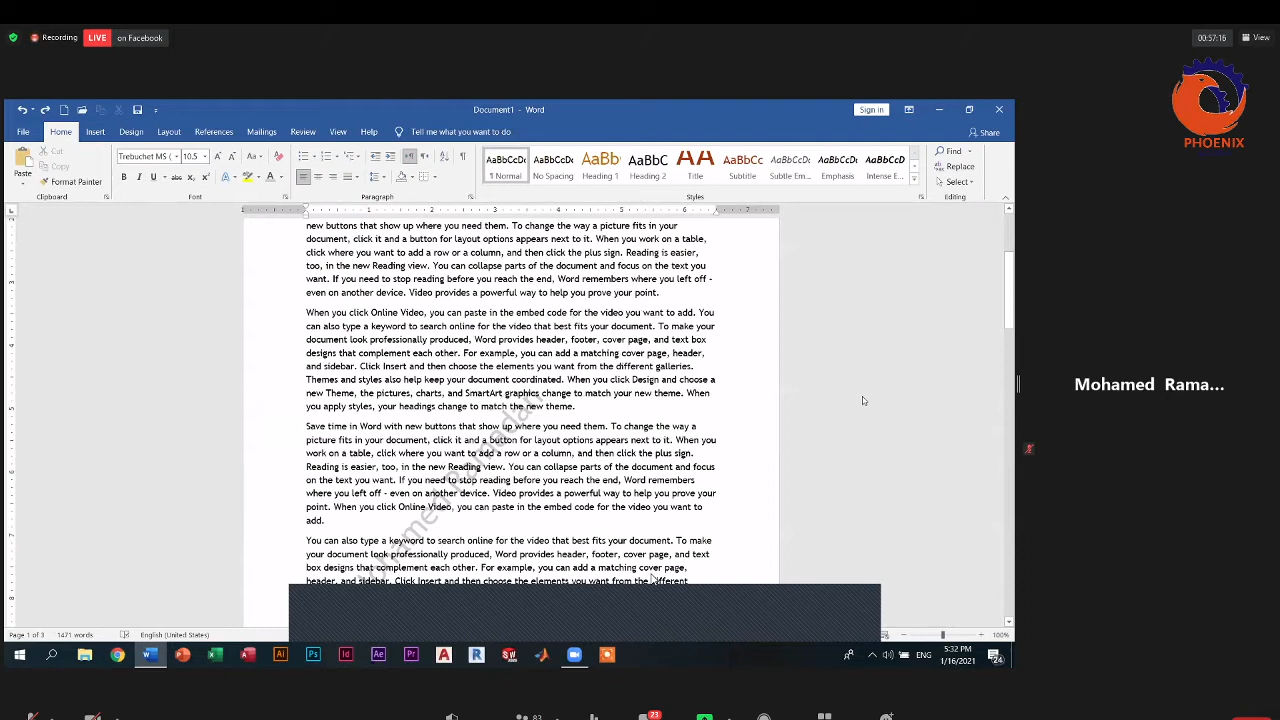 Recording
LIVE
on Facebook
00:57:16
View
PHOENIX
Document1 - Word
Sign in
File
Home
Insert
Design
Layout
References
Mailings
Review
View
Help
Tell me what you want to do
Share
Paste
Cut
Copy
Format Painter
Clipboard
Trebuchet MS (
10.5
Font
Paragraph
AaBbCcDc
¶ Normal
AaBbCcDc
No Spacing
AaBb(
Heading 1
AaBbC
Heading 2
AA
Title
AaBbCc
Subtitle
AaBbCcDc
Subtle Em...
AaBbCcDc
Emphasis
AaBbCcD
Intense E...
Styles
Find
Replace
Select
Editing
new buttons that show up where you need them. To change the way a picture fits in your
document, click it and a button for layout options appears next to it. When you work on a table,
click where you want to add a row or a column, and then click the plus sign. Reading is easier,
too, in the new Reading view. You can collapse parts of the document and focus on the text you
want. If you need to stop reading before you reach the end, Word remembers where you left off -
even on another device. Video provides a powerful way to help you prove your point.
When you click Online Video, you can paste in the embed code for the video you want to add. You
can also type a keyword to search online for the video that best fits your document. To make your
document look professionally produced, Word provides header, footer, cover page, and text box
designs that complement each other. For example, you can add a matching cover page, header,
and sidebar. Click Insert and then choose the elements you want from the different galleries.
Themes and styles also help keep your document coordinated. When you click Design and choose a
new Theme, the pictures, charts, and SmartArt graphics change to match your new theme. When
you apply styles, your headings change to match the new theme.
Save time in Word with new buttons that show up where you need them. To change the way a
picture fits in your document, click it and a button for layout options appears next to it. When you
work on a table, click where you want to add a row or a column, and then click the plus sign.
Reading is easier, too, in the new Reading view. You can collapse parts of the document and focus
on the text you want. If you need to stop reading before you reach the end, Word remembers
where you left off - even on another device. Video provides a powerful way to help you prove your
point. When you click Online Video, you can paste in the embed code for the video you want to
add.
You can also type a keyword to search online for the video that best fits your document. To make
your document look professionally produced, Word provides header, footer, cover page, and text
box designs that complement each other. For example, you can add a matching cover page,
header, and sidebar. Click Insert and then choose the elements you want from the different
Mohamed Ramadan
Mohamed Rama...
Page 1 of 3
1471 words
English (United States)
100%
ENG
5:32 PM
1/16/2021
24
83
73